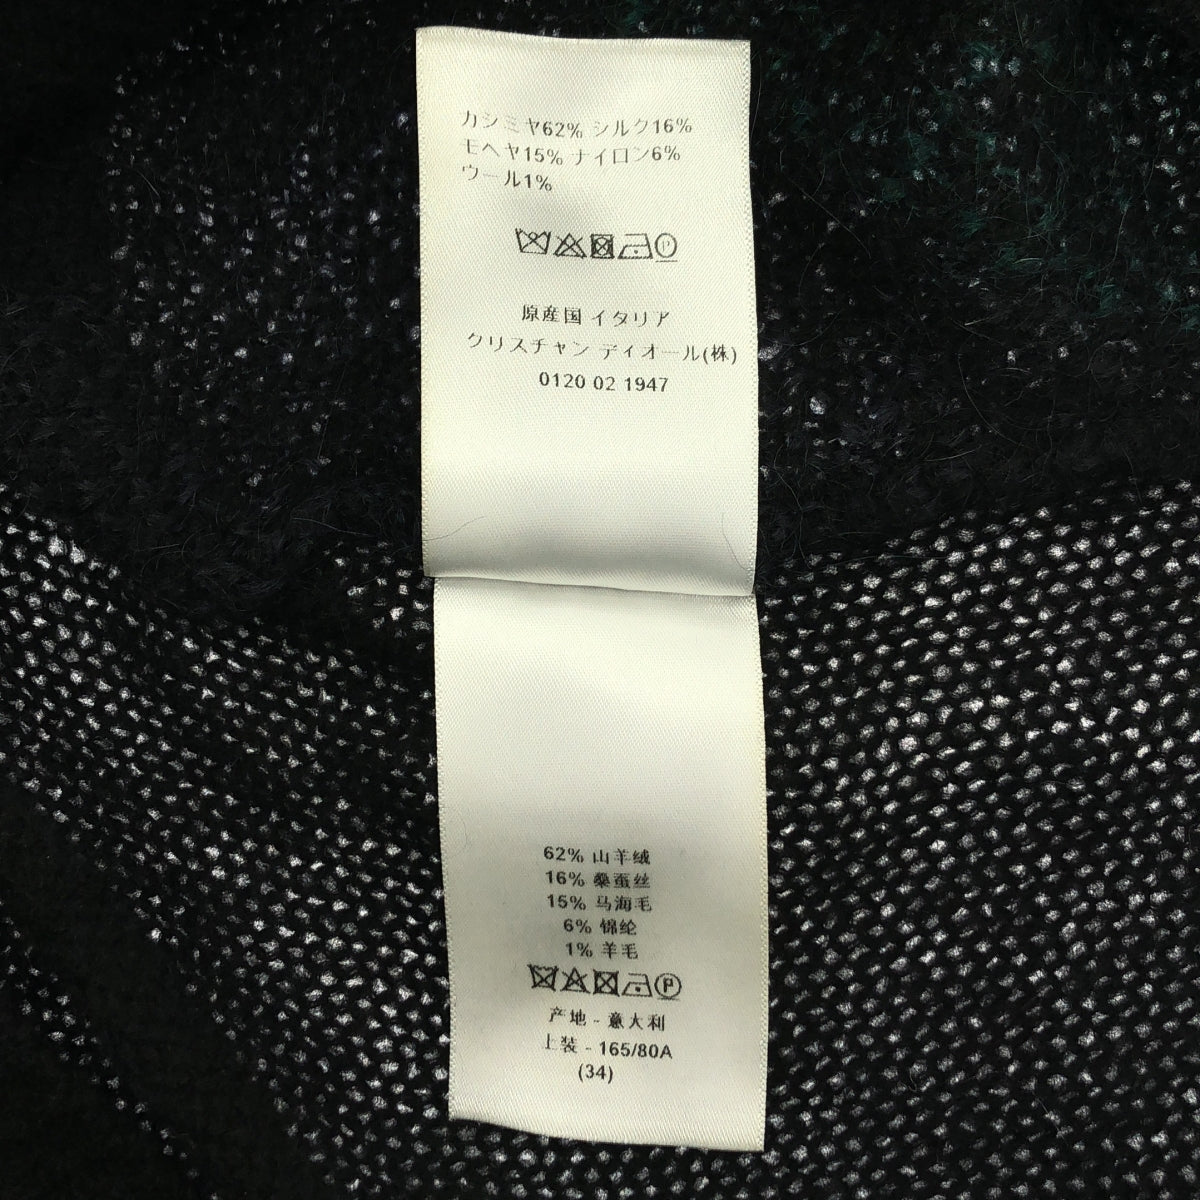 カシミヤ62% シルク16%
モヘヤ15% ナイロン6%
ウール1%
原産国 イタリア
クリスチャン ディオール(株)
0120 02 1947
62% 山羊绒
16% 桑蚕丝
15% 马海毛
6% 锦纶
1% 羊毛
产地 - 意大利
上装 - 165/80A
(34)